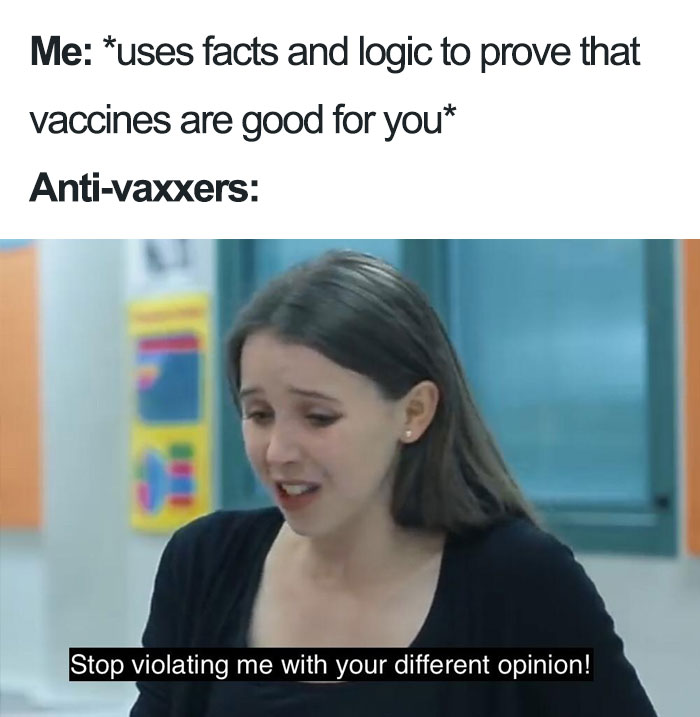 Me: *uses facts and logic to prove that
vaccines are good for you*
Anti-vaxxers:
Stop violating me with your different opinion!